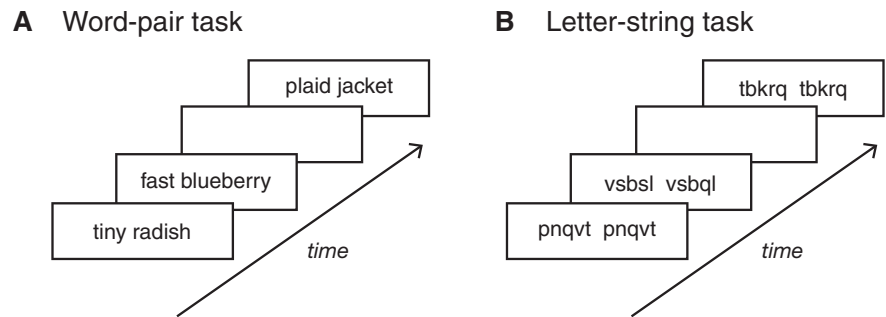 A Word-pair task
plaid jacket
fast blueberry
tiny radish
time
B Letter-string task
tbkrq tbkrq
vsbsl vsbql
pnqvt pnqvt
time